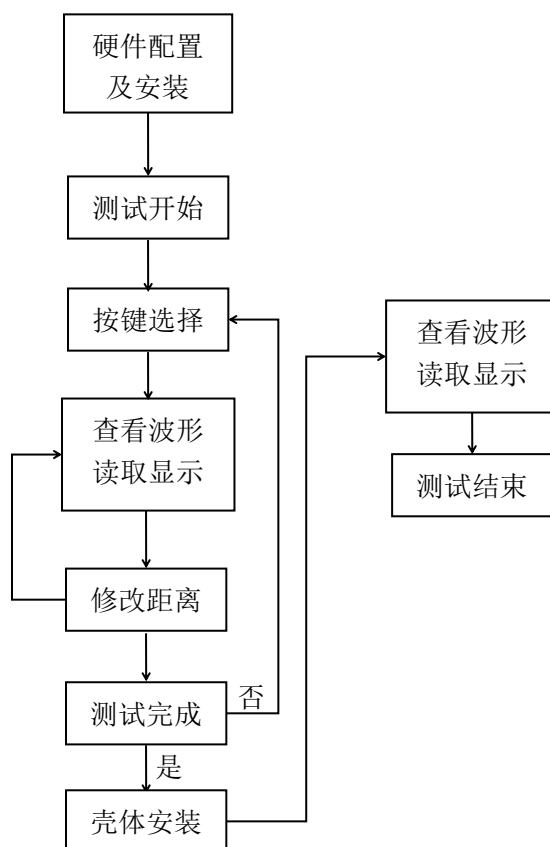 硬件配置
及安装
测试开始
按键选择
查看波形
读取显示
修改距离
测试完成
否
是
壳体安装
查看波形
读取显示
测试结束